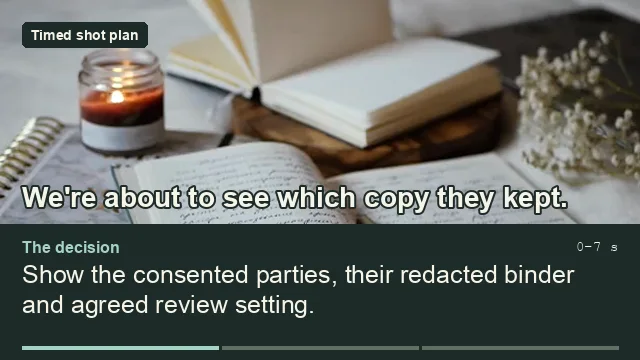 Timed shot plan
We're about to see which copy they kept.
The decision
0–7 s
Show the consented parties, their redacted binder
and agreed review setting.